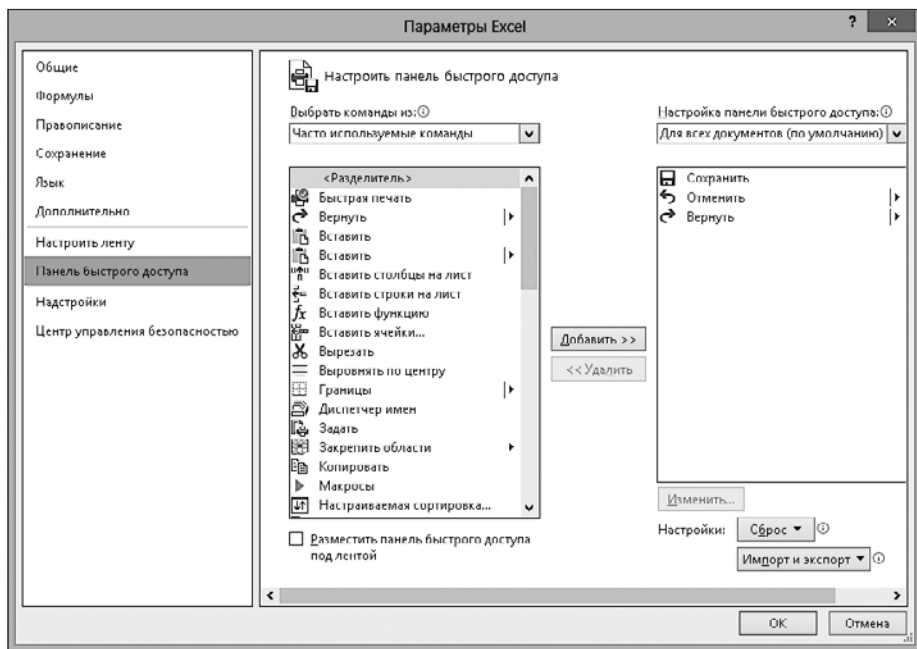 Параметры Excel
?
Общие
Формулы
Правописание
Сохранение
Язык
Дополнительно
Настроить ленту
Панель быстрого доступа
Надстройки
Центр управления безопасностью
Настроить панель быстрого доступа
Выбрать команды из:
Часто используемые команды
<Разделитель>
Быстрая печать
Вернуть
Вставить
Вставить
Вставить столбцы на лист
Вставить строки на лист
Вставить функцию
Вставить ячейки...
Вырезать
Выровнять по центру
Границы
Диспетчер имен
Задать
Закрепить области
Копировать
Макросы
Настраиваемая сортировка...
Разместить панель быстрого доступа
под лентой
Добавить >>
<< Удалить
Настройка панели быстрого доступа:
Для всех документов (по умолчанию)
Сохранить
Отменить
Вернуть
Изменить...
Настройки:
Сброс
Импорт и экспорт
ОК
Отмена